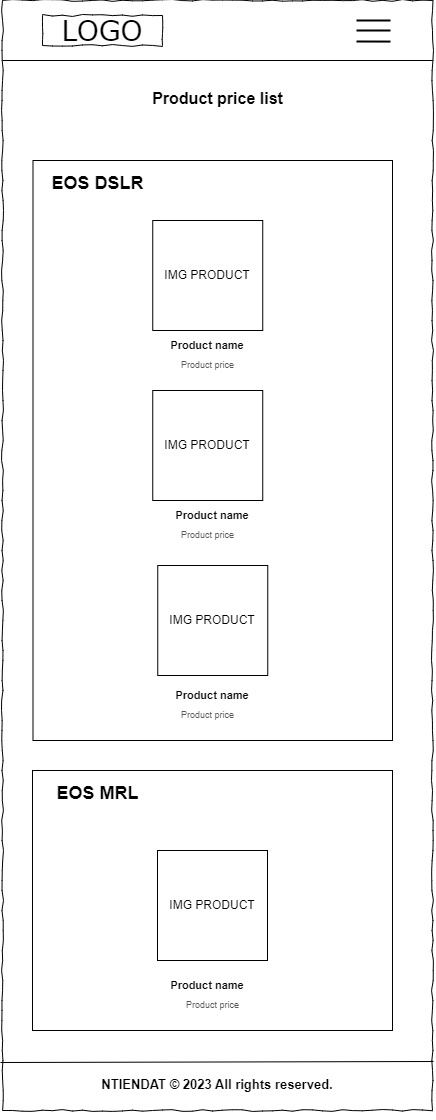 LOGO
Product price list
EOS DSLR
IMG PRODUCT
Product name
Product price
IMG PRODUCT
Product name
Product price
IMG PRODUCT
Product name
Product price
EOS MRL
IMG PRODUCT
Product name
Product price
NTIENDAT © 2023 All rights reserved.